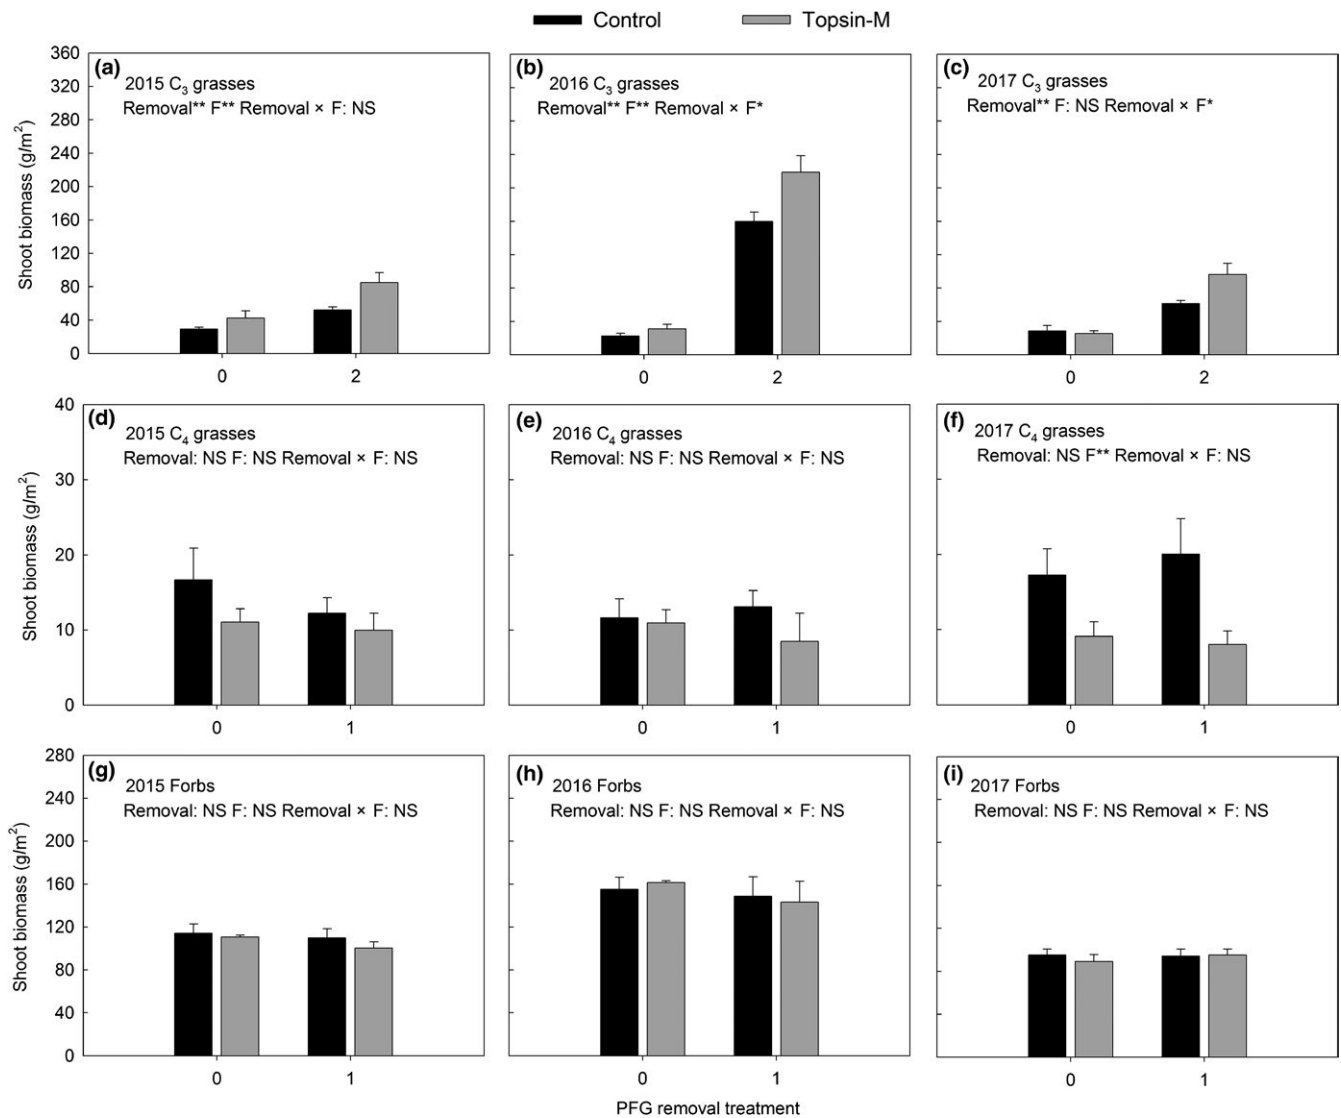 Control Topsin-M
(a) 2015 C₃ grasses
Removal** F** Removal × F: NS
(b) 2016 C₃ grasses
Removal** F** Removal × F*
(c) 2017 C₃ grasses
Removal** F: NS Removal × F*
Shoot biomass (g/m²)
360
320
280
240
200
160
120
80
40
0
0 2
0 2
0 2
(d) 2015 C₄ grasses
Removal: NS F: NS Removal × F: NS
(e) 2016 C₄ grasses
Removal: NS F: NS Removal × F: NS
(f) 2017 C₄ grasses
Removal: NS F** Removal × F: NS
Shoot biomass (g/m²)
40
30
20
10
0
0 1
0 1
0 1
(g) 2015 Forbs
Removal: NS F: NS Removal × F: NS
(h) 2016 Forbs
Removal: NS F: NS Removal × F: NS
(i) 2017 Forbs
Removal: NS F: NS Removal × F: NS
Shoot biomass (g/m²)
280
240
200
160
120
80
40
0
0 1
0 1
0 1
PFG removal treatment